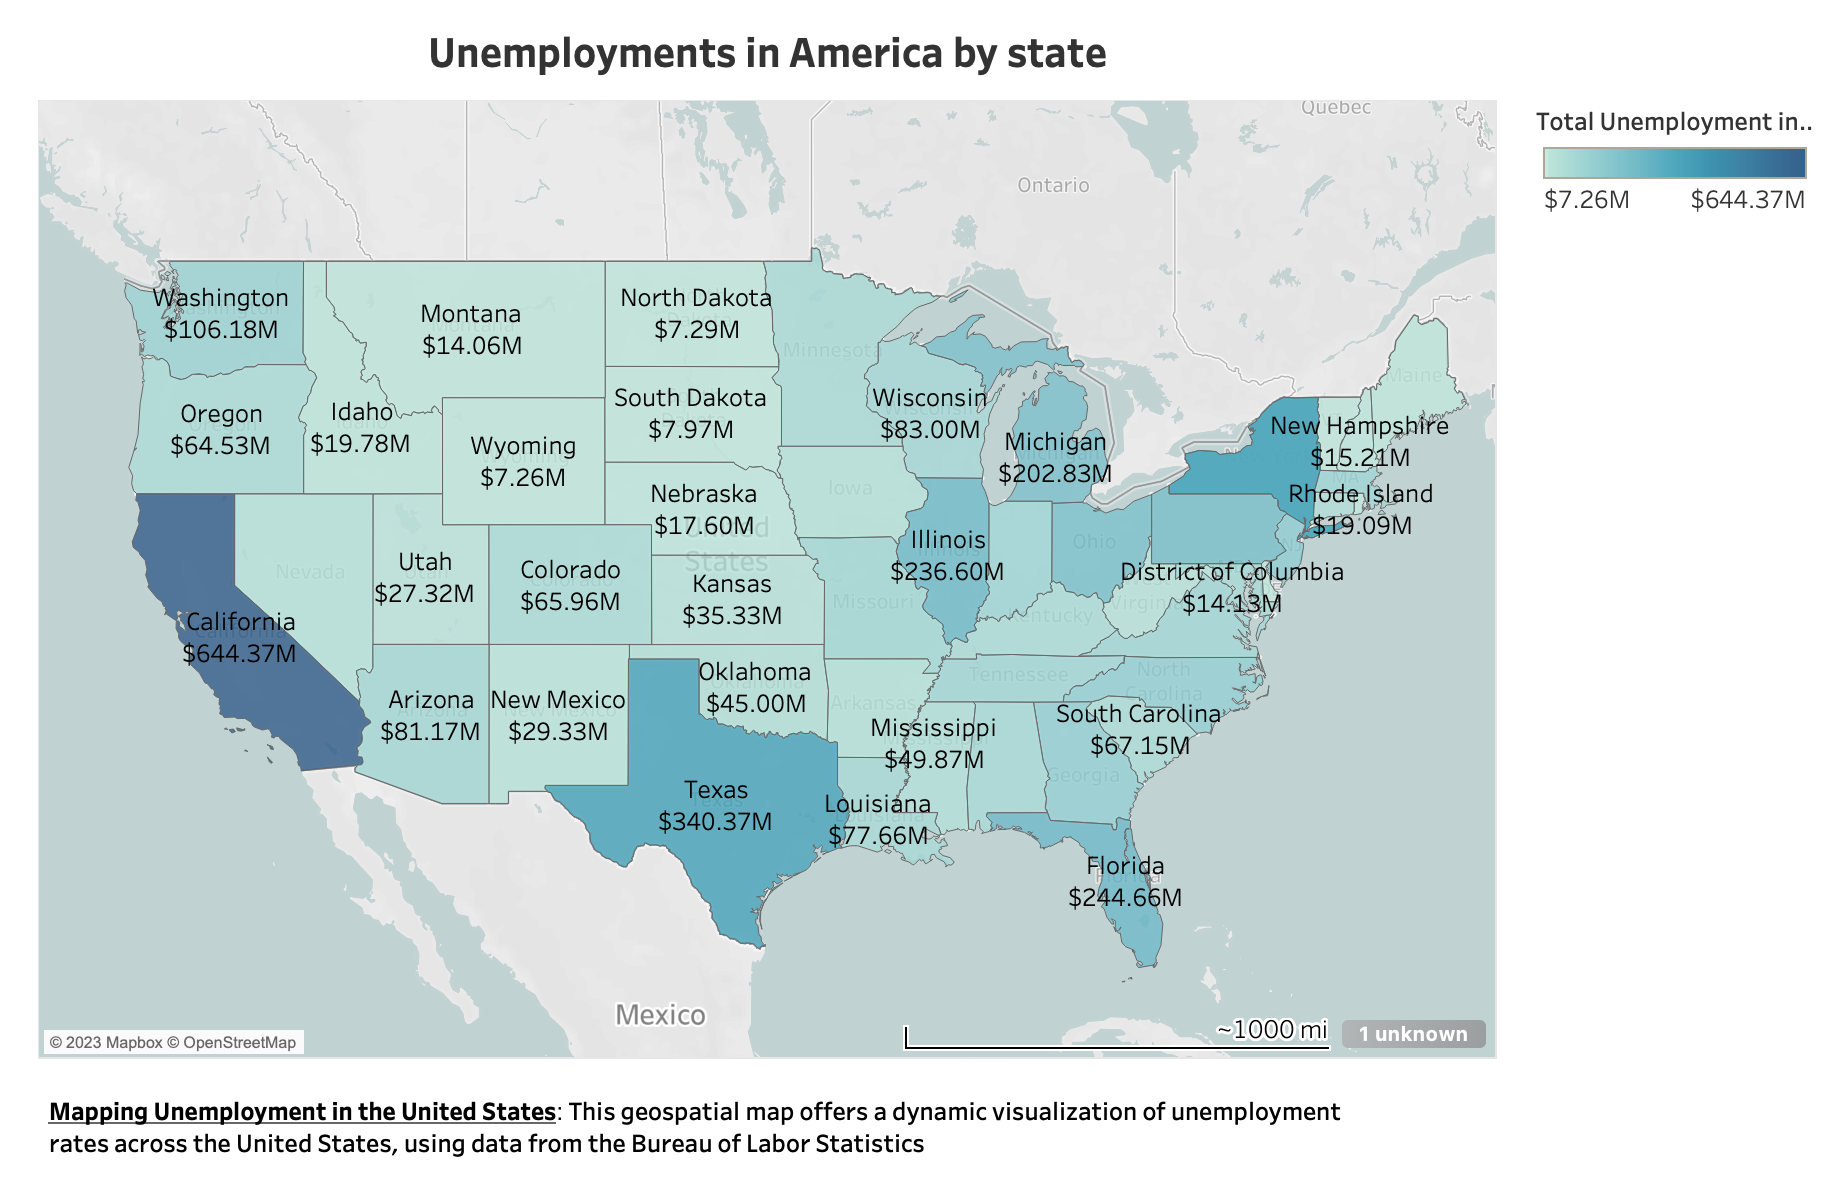 Unemployments in America by state
Quebec
Ontario
Total Unemployment in..
$7.26M $644.37M
Washington
$106.18M
Montana
$14.06M
North Dakota
$7.29M
Minnesota
Maine
Oregon
$64.53M
Idaho
$19.78M
Wyoming
$7.26M
South Dakota
$7.97M
Wisconsin
$83.00M
Michigan
$202.83M
New Hampshire
$15.21M
MA
Nebraska
$17.60M
Iowa
Rhode Island
$19.09M
United
States
Nevada
Utah
$27.32M
Colorado
$65.96M
Kansas
$35.33M
Missouri
Illinois
$236.60M
Ohio
NJ
District of Columbia
$14.13M
California
$644.37M
Kentucky
Arizona
$81.17M
New Mexico
$29.33M
Oklahoma
$45.00M
Arkansas
Tennessee
North
Carolina
Mississippi
$49.87M
South Carolina
$67.15M
Georgia
Texas
$340.37M
Louisiana
$77.66M
Florida
$244.66M
Mexico
© 2023 Mapbox © OpenStreetMap
~1000 mi
1 unknown
Mapping Unemployment in the United States: This geospatial map offers a dynamic visualization of unemployment
rates across the United States, using data from the Bureau of Labor Statistics